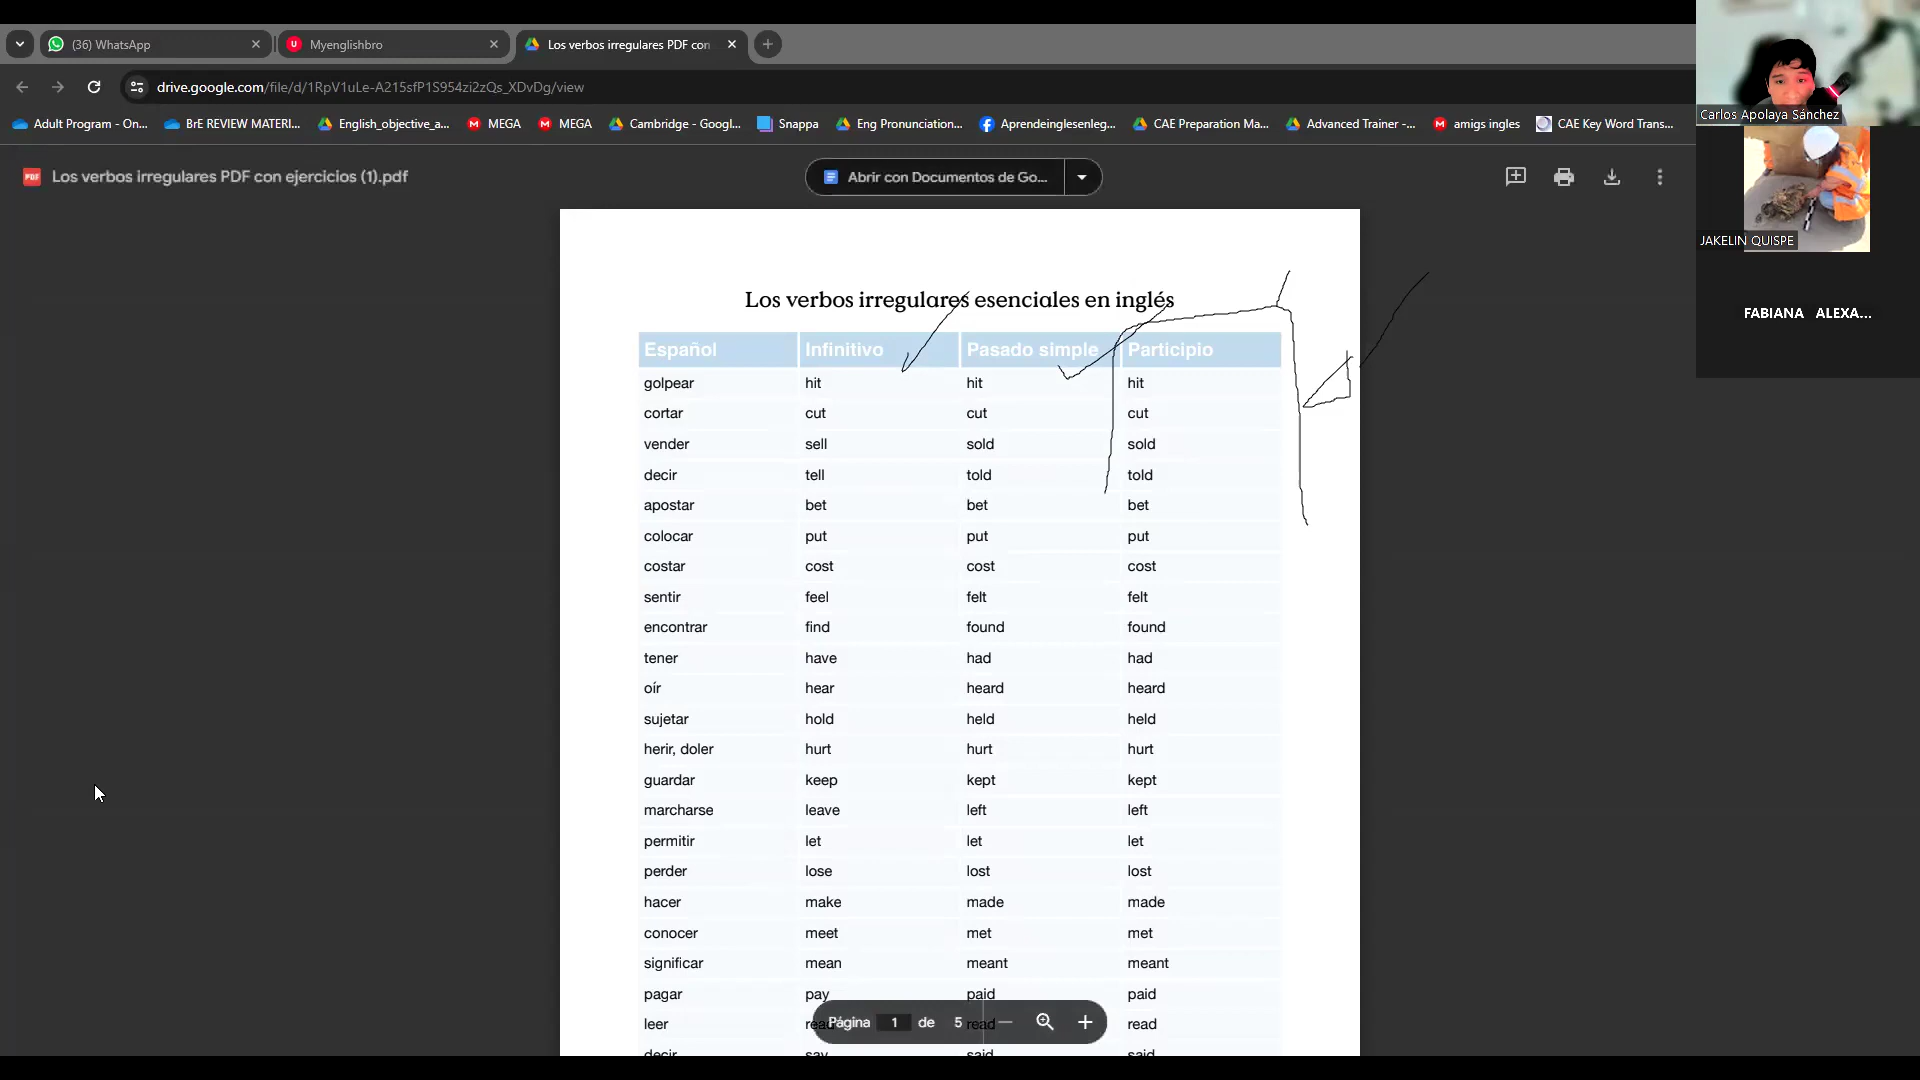 (36) WhatsApp
Myenglishbro
Los verbos irregulares PDF con
drive.google.com/file/d/1RpV1uLe-A215sfP1S954zi2zQs_XDvDg/view
Adult Program - On...
BrE REVIEW MATERI...
English_objective_a...
MEGA
MEGA
Cambridge - Googl...
Snappa
Eng Pronunciation...
Aprendeinglesenleg...
CAE Preparation Ma...
Advanced Trainer -...
amigs ingles
CAE Key Word Trans...
Carlos Apolaya Sánchez
PDF Los verbos irregulares PDF con ejercicios (1).pdf
Abrir con Documentos de Go...
JAKELIN QUISPE
FABIANA ALEXA...
Los verbos irregulares esenciales en inglés
Español Infinitivo Pasado simple Participio
golpear hit hit hit
cortar cut cut cut
vender sell sold sold
decir tell told told
apostar bet bet bet
colocar put put put
costar cost cost cost
sentir feel felt felt
encontrar find found found
tener have had had
oír hear heard heard
sujetar hold held held
herir, doler hurt hurt hurt
guardar keep kept kept
marcharse leave left left
permitir let let let
perder lose lost lost
hacer make made made
conocer meet met met
significar mean meant meant
pagar pay paid paid
leer read read read
Página 1 de 5
decir say said said